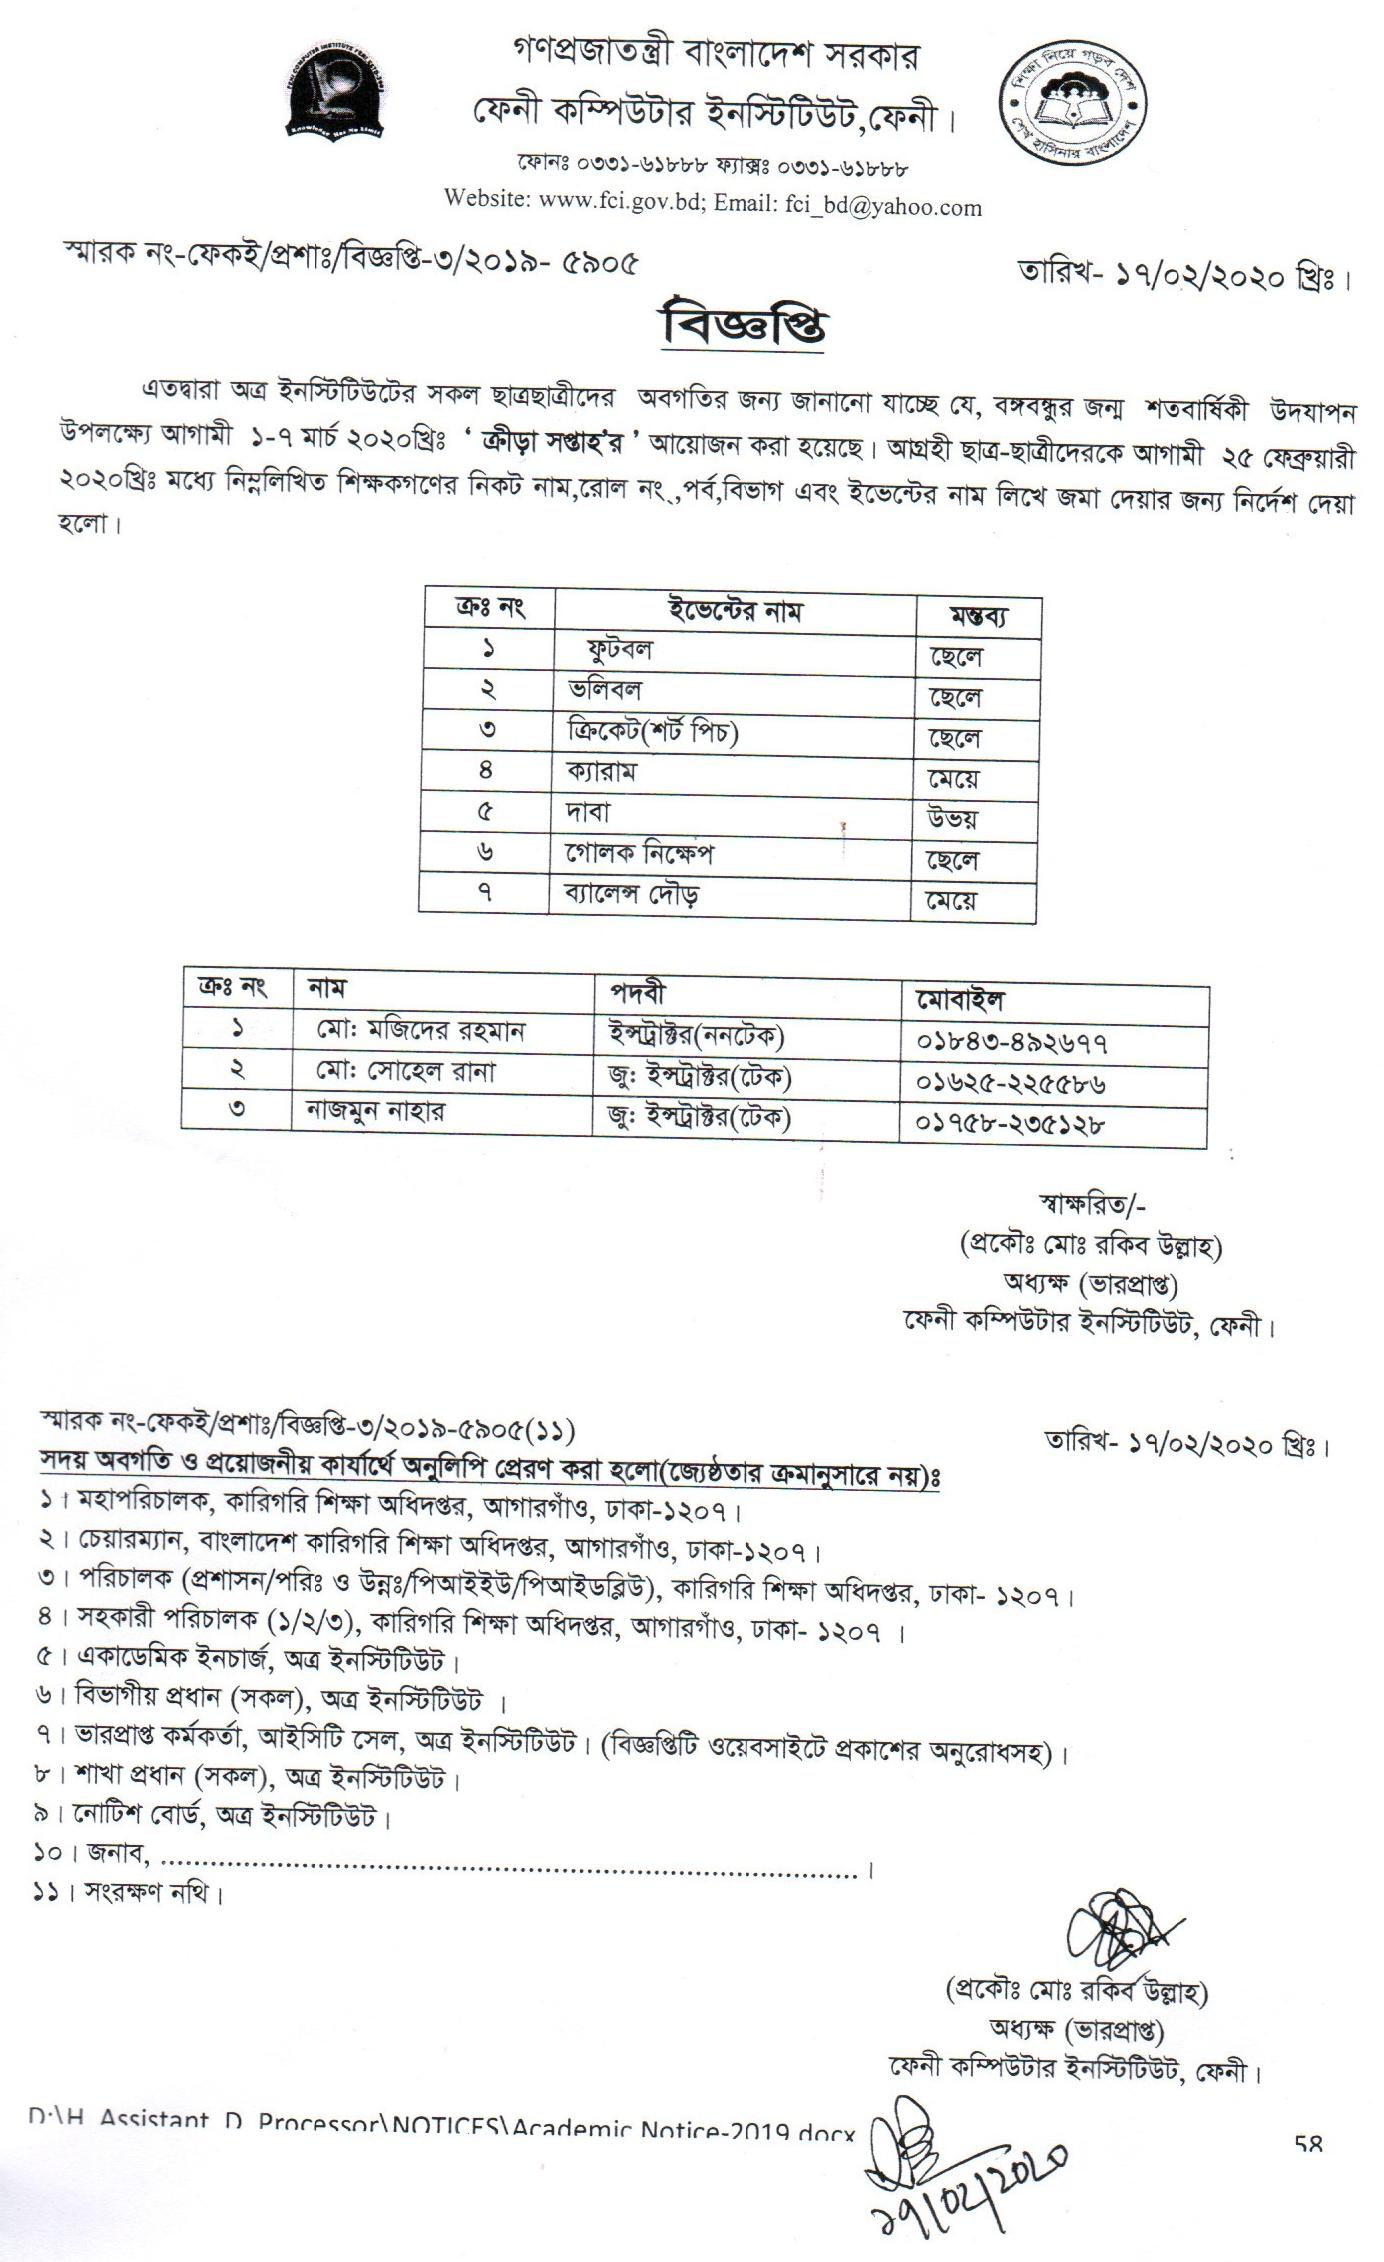 গণপ্রজাতন্ত্রী বাংলাদেশ সরকার
ফেনী কম্পিউটার ইনস্টিটিউট,ফেনী।
ফোনঃ ০৩৩১-৬১৮৮৮ ফ্যাক্সঃ ০৩৩১-৬১৮৮৮
Website: www.fci.gov.bd; Email: fci_bd@yahoo.com
শিক্ষা নিয়ে গড়ব দেশ
শেখ হাসিনার বাংলাদেশ
স্মারক নং-ফেকই/প্রশাঃ/বিজ্ঞপ্তি-৩/২০১৯- ৫৯০৫
তারিখ- ১৭/০২/২০২০ খ্রিঃ।
বিজ্ঞপ্তি
এতদ্বারা অত্র ইনস্টিটিউটের সকল ছাত্রছাত্রীদের অবগতির জন্য জানানো যাচ্ছে যে, বঙ্গবন্ধুর জন্ম শতবার্ষিকী উদযাপন
উপলক্ষ্যে আগামী ১-৭ মার্চ ২০২০খ্রিঃ ' ক্রীড়া সপ্তাহ'র ' আয়োজন করা হয়েছে। আগ্রহী ছাত্র-ছাত্রীদেরকে আগামী ২৫ ফেব্রুয়ারী
২০২০খ্রিঃ মধ্যে নিম্নলিখিত শিক্ষকগণের নিকট নাম,রোল নং,পর্ব,বিভাগ এবং ইভেন্টের নাম লিখে জমা দেয়ার জন্য নির্দেশ দেয়া
হলো।
ক্রঃ নং ইভেন্টের নাম মন্তব্য
১ ফুটবল ছেলে
২ ভলিবল ছেলে
৩ ক্রিকেট(শর্ট পিচ) ছেলে
৪ ক্যারাম মেয়ে
৫ দাবা উভয়
৬ গোলক নিক্ষেপ ছেলে
৭ ব্যালেন্স দৌড় মেয়ে
ক্রঃ নং নাম পদবী মোবাইল
১ মো: মজিদের রহমান ইন্সট্রাক্টর(ননটেক) ০১৮৪৩-৪৯২৬৭৭
২ মো: সোহেল রানা জু: ইন্সট্রাক্টর(টেক) ০১৬২৫-২২৫৫৮৬
৩ নাজমুন নাহার জু: ইন্সট্রাক্টর(টেক) ০১৭৫৮-২৩৫১২৮
স্বাক্ষরিত/-
(প্রকৌঃ মোঃ রকিব উল্লাহ)
অধ্যক্ষ (ভারপ্রাপ্ত)
ফেনী কম্পিউটার ইনস্টিটিউট, ফেনী।
স্মারক নং-ফেকই/প্রশাঃ/বিজ্ঞপ্তি-৩/২০১৯-৫৯০৫(১১)
তারিখ- ১৭/০২/২০২০ খ্রিঃ।
সদয় অবগতি ও প্রয়োজনীয় কার্যার্থে অনুলিপি প্রেরণ করা হলো(জ্যেষ্ঠতার ক্রমানুসারে নয়)ঃ
১। মহাপরিচালক, কারিগরি শিক্ষা অধিদপ্তর, আগারগাঁও, ঢাকা-১২০৭।
২। চেয়ারম্যান, বাংলাদেশ কারিগরি শিক্ষা অধিদপ্তর, আগারগাঁও, ঢাকা-১২০৭।
৩। পরিচালক (প্রশাসন/পরিঃ ও উন্নঃ/পিআইইউ/পিআইডব্লিউ), কারিগরি শিক্ষা অধিদপ্তর, ঢাকা- ১২০৭।
৪। সহকারী পরিচালক (১/২/৩), কারিগরি শিক্ষা অধিদপ্তর, আগারগাঁও, ঢাকা- ১২০৭ ।
৫। একাডেমিক ইনচার্জ, অত্র ইনস্টিটিউট।
৬। বিভাগীয় প্রধান (সকল), অত্র ইনস্টিটিউট ।
৭। ভারপ্রাপ্ত কর্মকর্তা, আইসিটি সেল, অত্র ইনস্টিটিউট। (বিজ্ঞপ্তিটি ওয়েবসাইটে প্রকাশের অনুরোধসহ)।
৮। শাখা প্রধান (সকল), অত্র ইনস্টিটিউট।
৯। নোটিশ বোর্ড, অত্র ইনস্টিটিউট।
১০। জনাব, ....................................................................................।
১১। সংরক্ষণ নথি।
(প্রকৌঃ মোঃ রকিব উল্লাহ)
অধ্যক্ষ (ভারপ্রাপ্ত)
ফেনী কম্পিউটার ইনস্টিটিউট, ফেনী।
D:\H_Assistant_D_Processor\NOTICES\Academic Notice-2019.docx
58
১৭/০২/২০২০